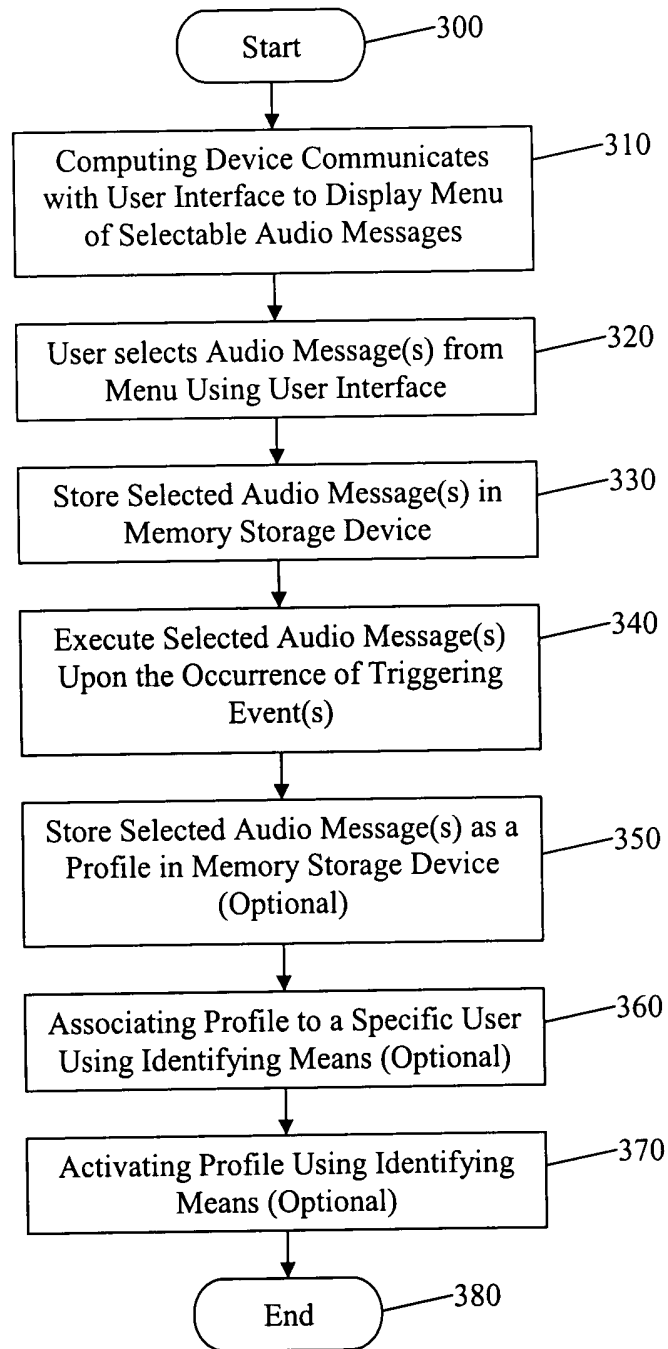 Start
300
Computing Device Communicates
with User Interface to Display Menu
of Selectable Audio Messages
310
User selects Audio Message(s) from
Menu Using User Interface
320
Store Selected Audio Message(s) in
Memory Storage Device
330
Execute Selected Audio Message(s)
Upon the Occurrence of Triggering
Event(s)
340
Store Selected Audio Message(s) as a
Profile in Memory Storage Device
(Optional)
350
Associating Profile to a Specific User
Using Identifying Means (Optional)
360
Activating Profile Using Identifying
Means (Optional)
370
End
380